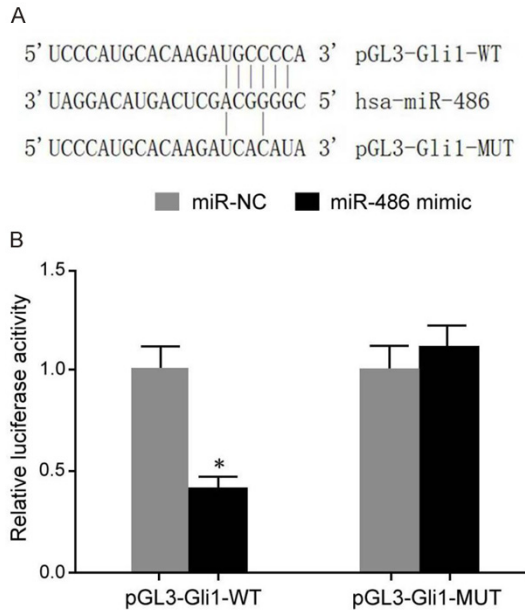 A
5' UCCCAUGCACAAGAUGCCCCA 3' pGL3-Gli1-WT
3' UAGGACAUGACUCGACGGGGC 5' hsa-miR-486
5' UCCCAUGCACAAGAUCACAUA 3' pGL3-Gli1-MUT
miR-NC miR-486 mimic
B
Relative luciferase acitivity
1.5
1.0
0.5
0.0
*
pGL3-Gli1-WT pGL3-Gli1-MUT